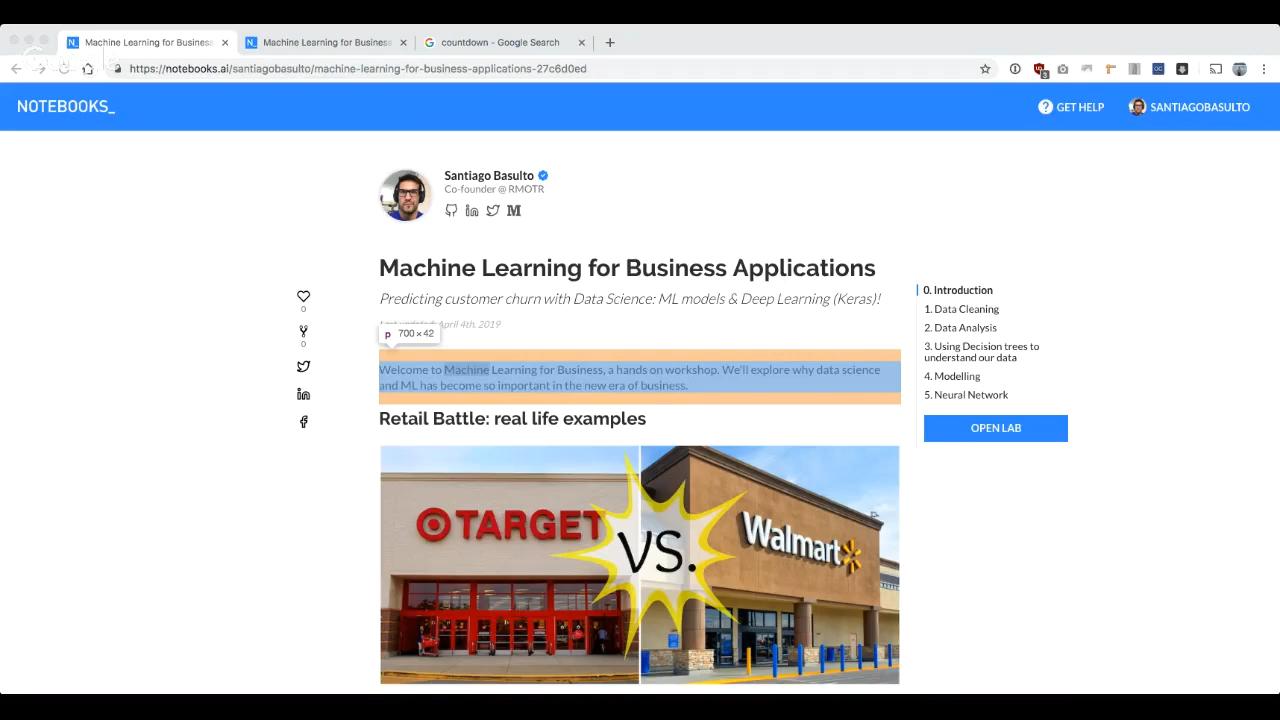 Machine Learning for Business
Machine Learning for Business
countdown - Google Search
https://notebooks.ai/santiagobasulto/machine-learning-for-business-applications-27c6d0ed
NOTEBOOKS_
GET HELP
SANTIAGOBASULTO
Santiago Basulto
Co-founder @ RMOTR
Machine Learning for Business Applications
Predicting customer churn with Data Science: ML models & Deep Learning (Keras)!
Last updated: April 4th, 2019
p 700 × 42
Welcome to Machine Learning for Business, a hands on workshop. We'll explore why data science
and ML has become so important in the new era of business.
Retail Battle: real life examples
TARGET
VS.
Walmart
0
0
0. Introduction
1. Data Cleaning
2. Data Analysis
3. Using Decision trees to
understand our data
4. Modelling
5. Neural Network
OPEN LAB